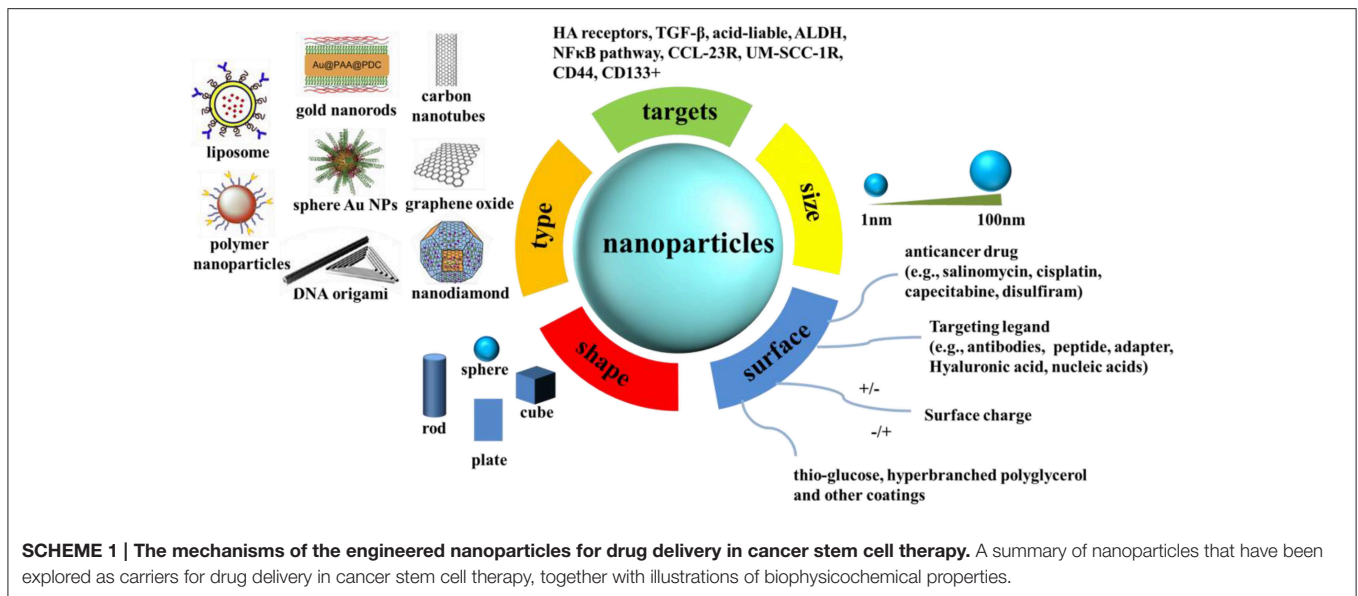 HA receptors, TGF-β, acid-liable, ALDH,
NFκB pathway, CCL-23R, UM-SCC-1R,
CD44, CD133+
Au@PAA@PDC
gold nanorods
carbon
nanotubes
liposome
sphere Au NPs
graphene oxide
polymer
nanoparticles
DNA origami
nanodiamond
targets
size
type
nanoparticles
shape
surface
1nm
100nm
anticancer drug
(e.g., salinomycin, cisplatin,
capecitabine, disulfiram)
Targeting legand
(e.g., antibodies, peptide, adapter,
Hyaluronic acid, nucleic acids)
+/-
Surface charge
-/+
thio-glucose, hyperbranched polyglycerol
and other coatings
sphere
cube
rod
plate
SCHEME 1 | The mechanisms of the engineered nanoparticles for drug delivery in cancer stem cell therapy. A summary of nanoparticles that have been
explored as carriers for drug delivery in cancer stem cell therapy, together with illustrations of biophysicochemical properties.